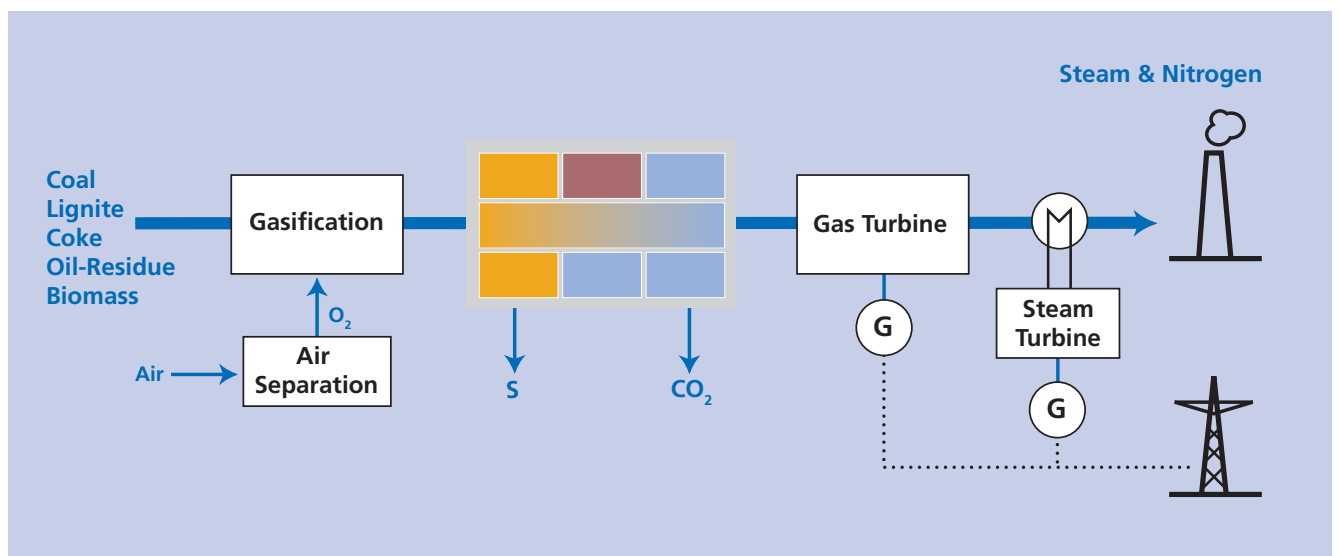 Steam & Nitrogen
Coal
Lignite
Coke
Oil-Residue
Biomass
Gasification
Gas Turbine
O₂
Air
Air
Separation
S
CO₂
G
Steam
Turbine
G